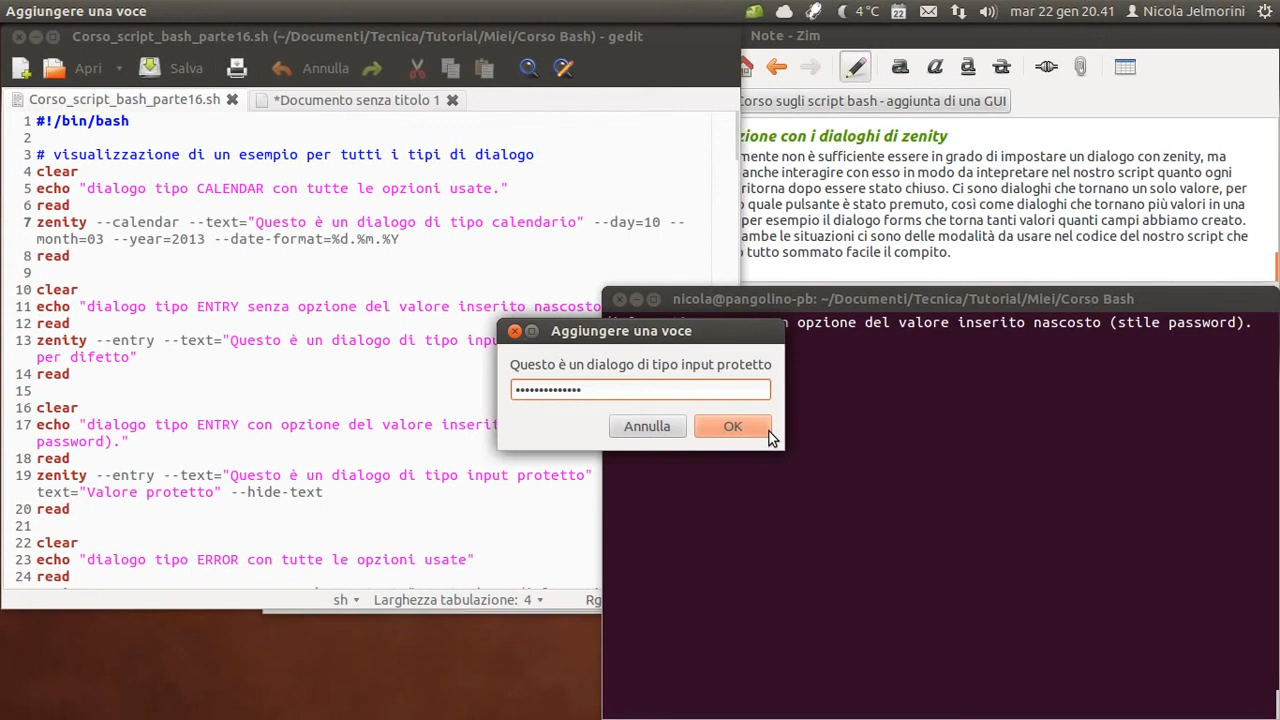 Aggiungere una voce
4 °C
22
mar 22 gen 20.41
Nicola Jelmorini
Corso_script_bash_parte16.sh (~/Documenti/Tecnica/Tutorial/Miei/Corso Bash) - gedit
Note - Zim
Apri
Salva
Annulla
Corso_script_bash_parte16.sh
*Documento senza titolo 1
Corso sugli script bash - aggiunta di una GUI
1 #!/bin/bash
2
3 # visualizzazione di un esempio per tutti i tipi di dialogo
4 clear
5 echo "dialogo tipo CALENDAR con tutte le opzioni usate."
6 read
7 zenity --calendar --text="Questo è un dialogo di tipo calendario" --day=10 --
month=03 --year=2013 --date-format=%d.%m.%Y
8 read
9
10 clear
11 echo "dialogo tipo ENTRY senza opzione del valore inserito nascosto
12 read
13 zenity --entry --text="Questo è un dialogo di tipo inpu
per difetto"
14 read
15
16 clear
17 echo "dialogo tipo ENTRY con opzione del valore inserit
password)."
18 read
19 zenity --entry --text="Questo è un dialogo di tipo input protetto"
text="Valore protetto" --hide-text
20 read
21
22 clear
23 echo "dialogo tipo ERROR con tutte le opzioni usate"
24 read
sh
Larghezza tabulazione: 4
Rg
zione con i dialoghi di zenity
mente non è sufficiente essere in grado di impostare un dialogo con zenity, ma
anche interagire con esso in modo da intepretare nel nostro script quanto ogni
ritorna dopo essere stato chiuso. Ci sono dialoghi che tornano un solo valore, per
quale pulsante è stato premuto, così come dialoghi che tornano più valori in una
per esempio il dialogo forms che torna tanti valori quanti campi abbiamo creato.
ambe le situazioni ci sono delle modalità da usare nel codice del nostro script che
o tutto sommato facile il compito.
nicola@pangolino-pb: ~/Documenti/Tecnica/Tutorial/Miei/Corso Bash
n opzione del valore inserito nascosto (stile password).
Aggiungere una voce
Questo è un dialogo di tipo input protetto
••••••••••••••
Annulla
OK